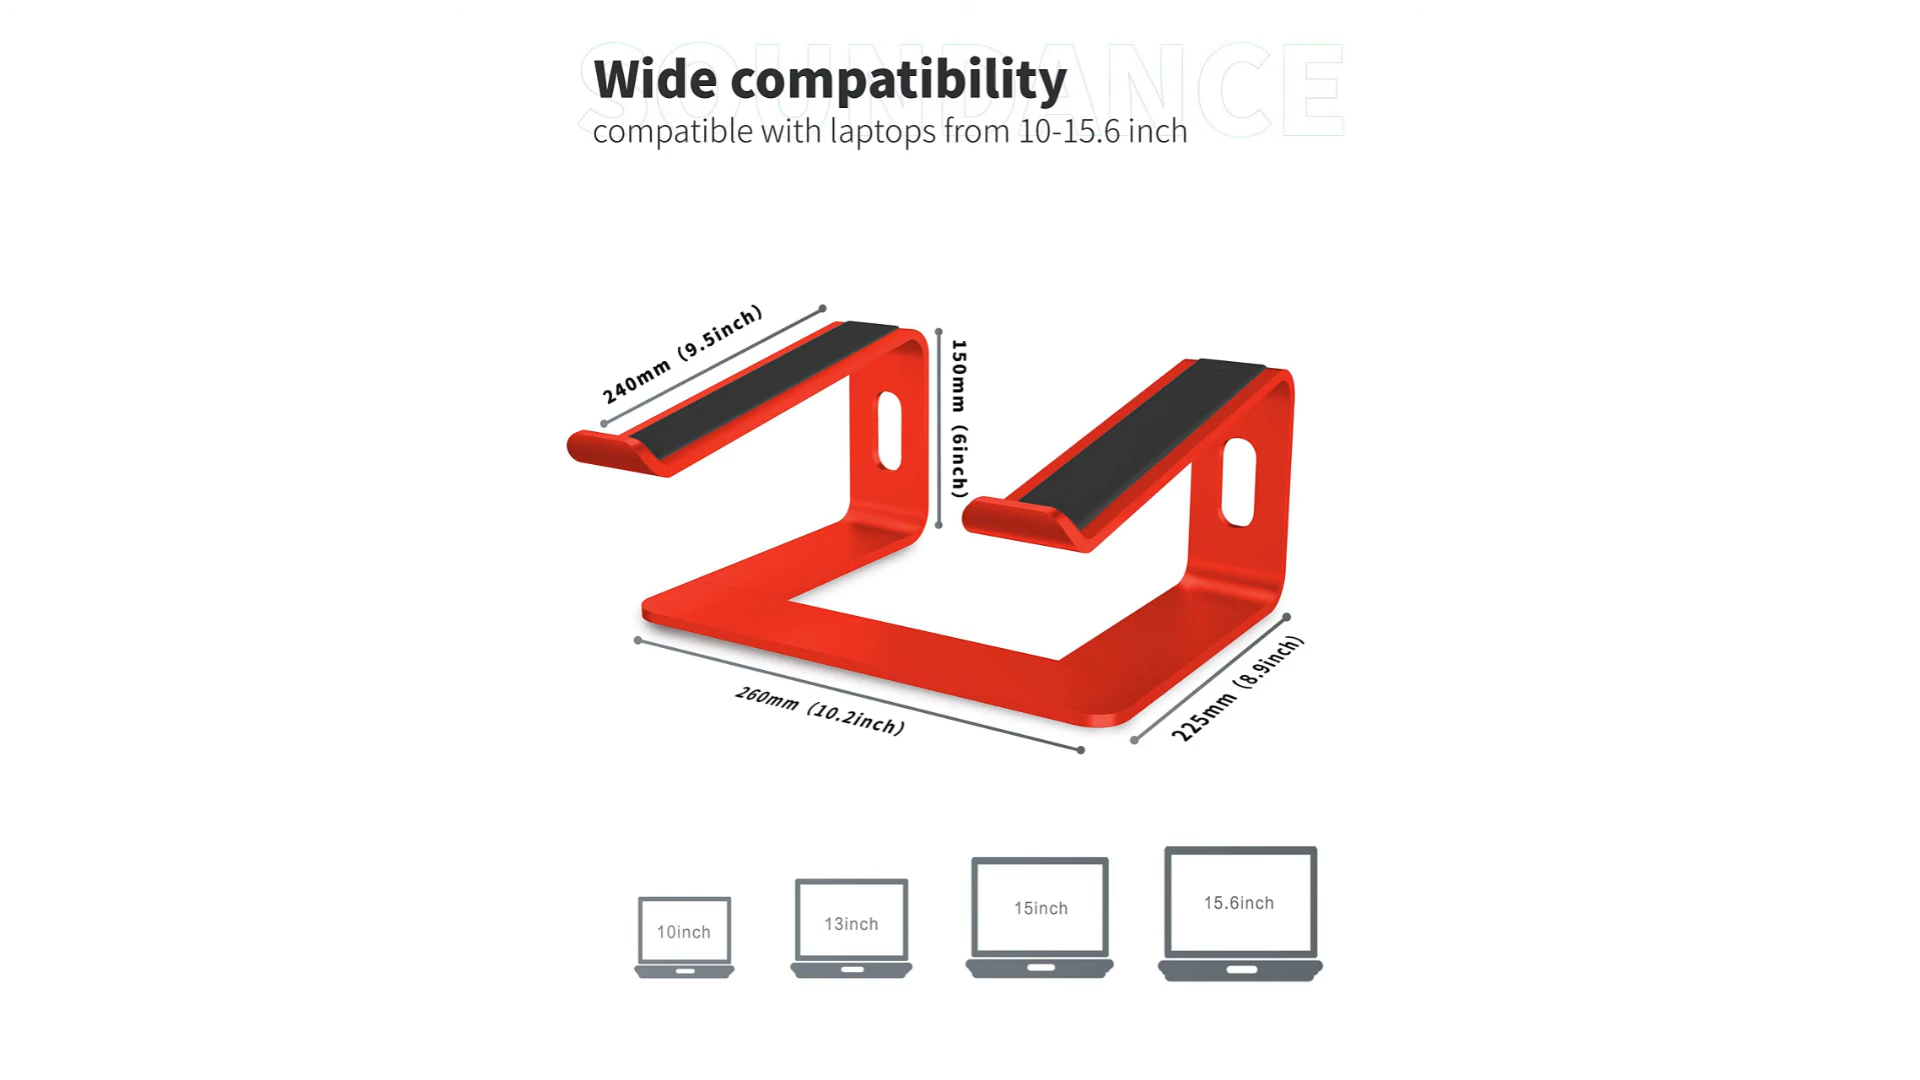 SOUNDANCE
Wide compatibility
compatible with laptops from 10-15.6 inch
240mm (9.5inch)
150mm (6inch)
260mm (10.2inch)
225mm (8.9inch)
10inch
13inch
15inch
15.6inch